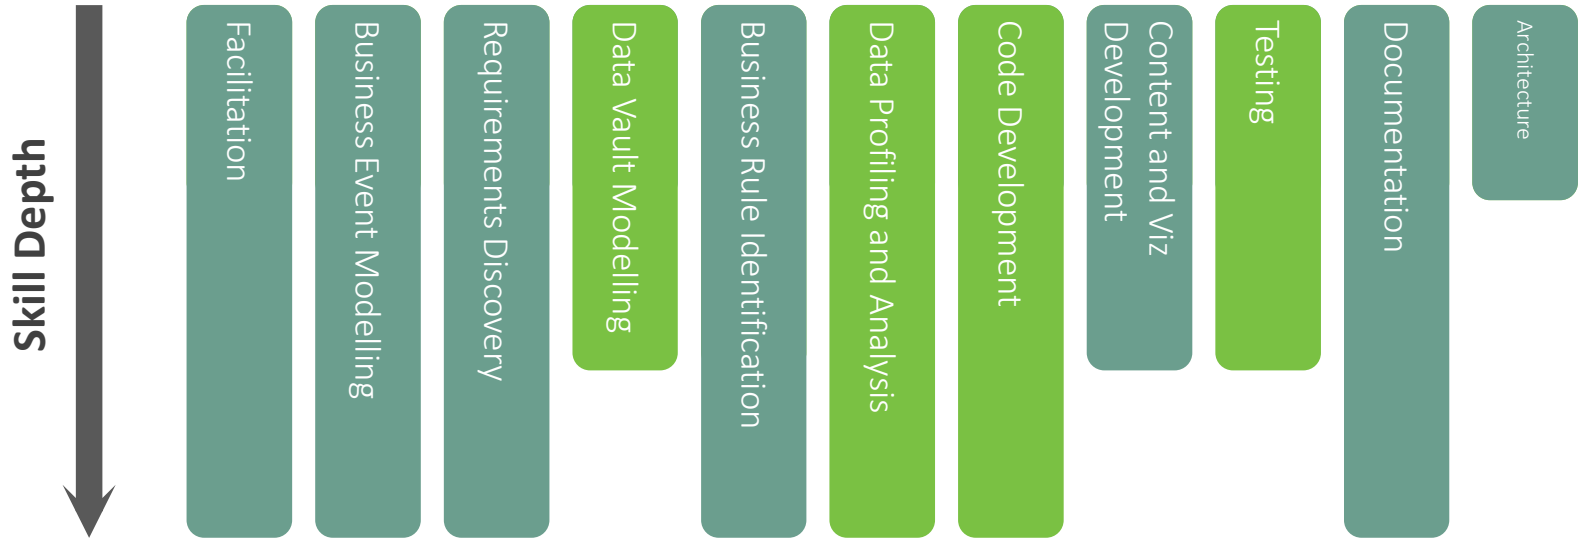 Skill Depth
Facilitation
Business Event Modelling
Requirements Discovery
Data Vault Modelling
Business Rule Identification
Data Profiling and Analysis
Code Development
Content and Viz
Development
Testing
Documentation
Architecture